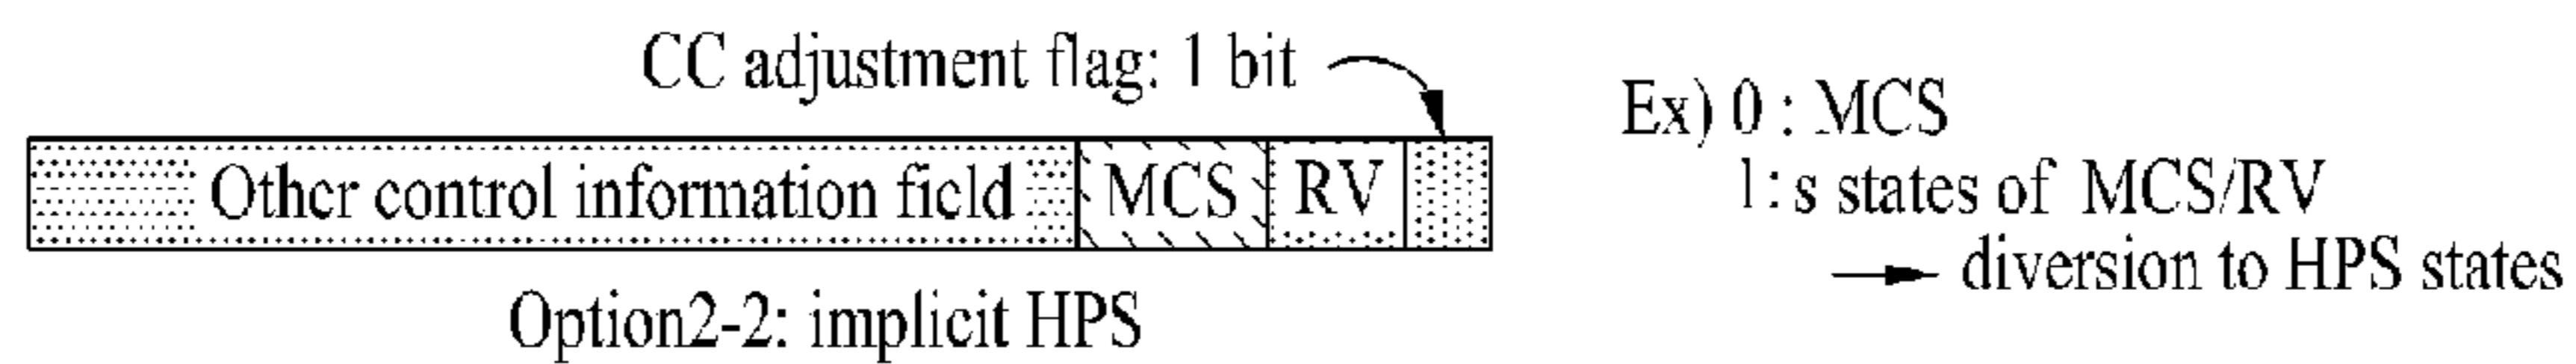 CC adjustment flag: 1 bit
Ex) 0 : MCS
Other control information field MCS RV
1: s states of MCS/RV
→ diversion to HPS states
Option2-2: implicit HPS